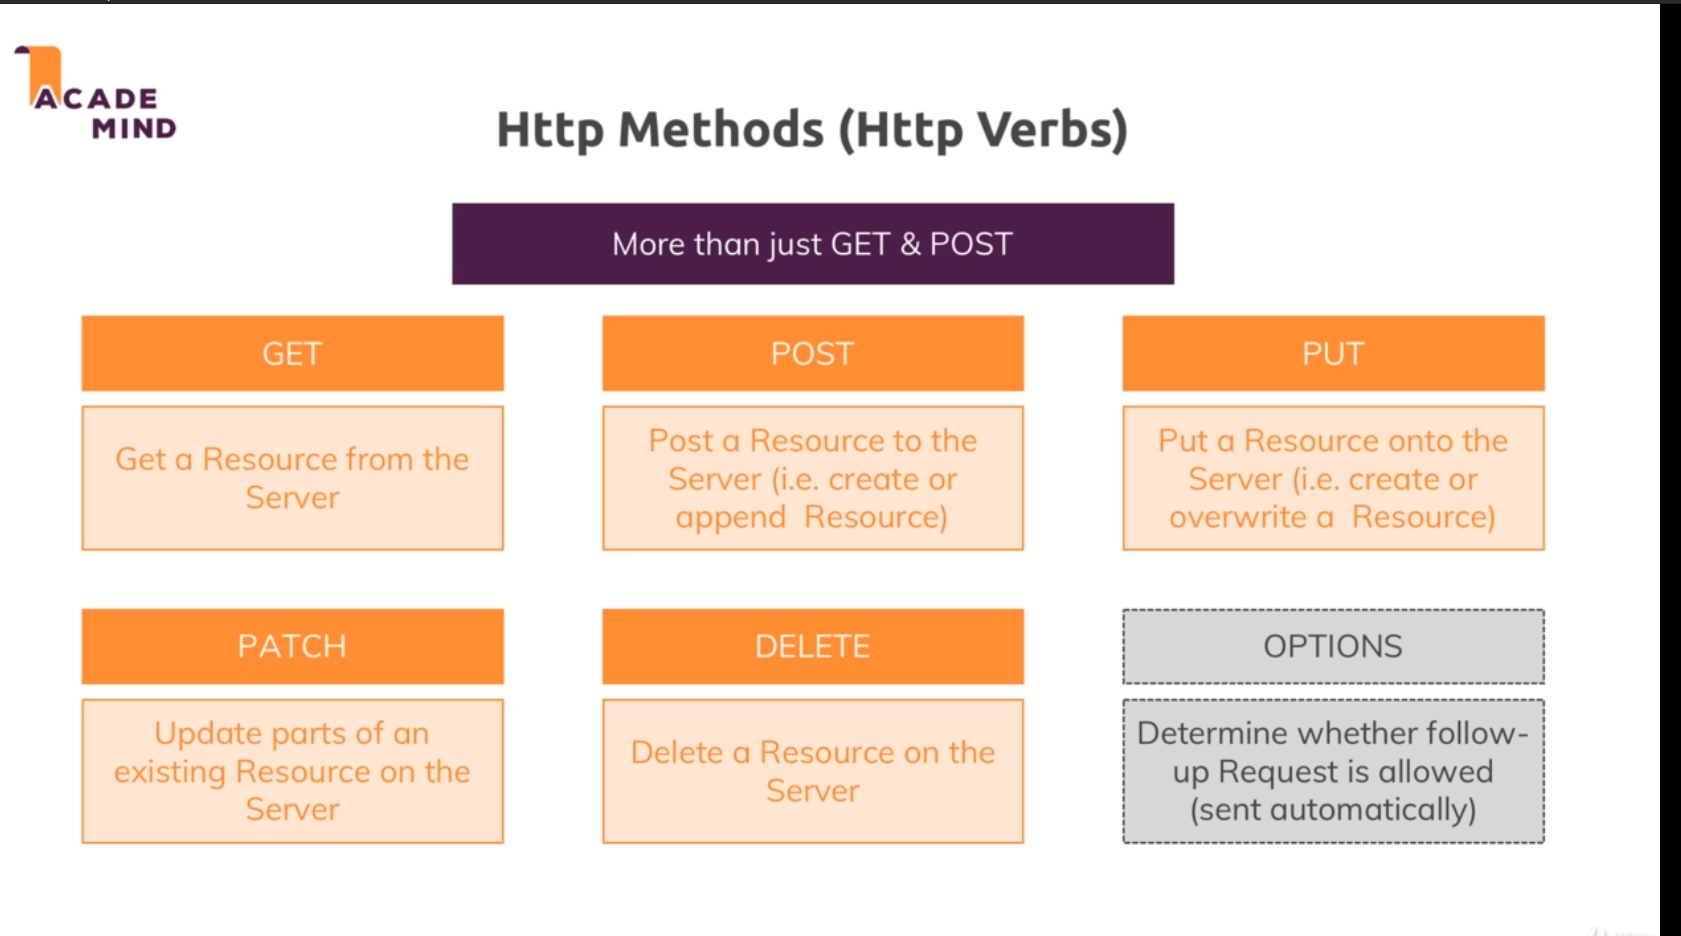 ACADE
MIND
Http Methods (Http Verbs)
More than just GET & POST
GET
POST
PUT
Get a Resource from the
Server
Post a Resource to the
Server (i.e. create or
append Resource)
Put a Resource onto the
Server (i.e. create or
overwrite a Resource)
PATCH
DELETE
OPTIONS
Update parts of an
existing Resource on the
Server
Delete a Resource on the
Server
Determine whether follow-
up Request is allowed
(sent automatically)